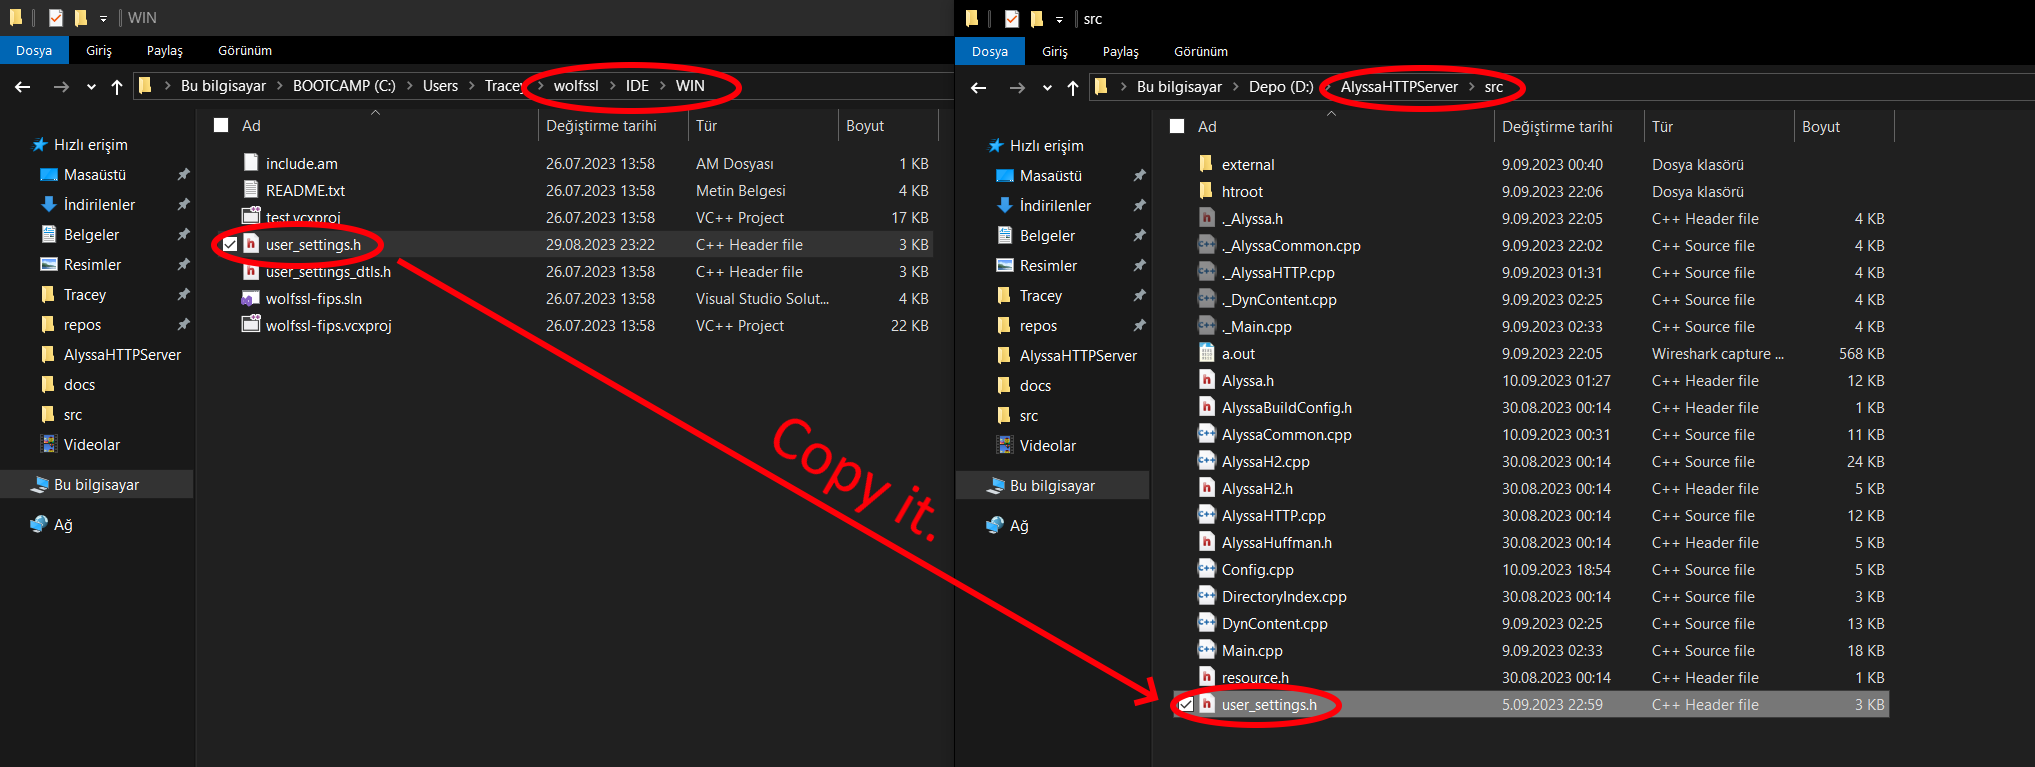 WIN
Dosya Giriş Paylaş Görünüm
Bu bilgisayar BOOTCAMP (C:) Users Tracey wolfssl IDE WIN
Ad Değiştirme tarihi Tür Boyut
Hızlı erişim
Masaüstü
İndirilenler
Belgeler
Resimler
Tracey
repos
AlyssaHTTPServer
docs
src
Videolar
Bu bilgisayar
Ağ
include.am 26.07.2023 13:58 AM Dosyası 1 KB
README.txt 26.07.2023 13:58 Metin Belgesi 4 KB
test.vcxproj 26.07.2023 13:58 VC++ Project 17 KB
user_settings.h 29.08.2023 23:22 C++ Header file 3 KB
user_settings_dtls.h 26.07.2023 13:58 C++ Header file 3 KB
wolfssl-fips.sln 26.07.2023 13:58 Visual Studio Solut... 4 KB
wolfssl-fips.vcxproj 26.07.2023 13:58 VC++ Project 22 KB
Copy it.
src
Dosya Giriş Paylaş Görünüm
Bu bilgisayar Depo (D:) AlyssaHTTPServer src
Ad Değiştirme tarihi Tür Boyut
Hızlı erişim
Masaüstü
İndirilenler
Belgeler
Resimler
Tracey
repos
AlyssaHTTPServer
docs
src
Videolar
Bu bilgisayar
Ağ
external 9.09.2023 00:40 Dosya klasörü
htroot 9.09.2023 22:06 Dosya klasörü
._Alyssa.h 9.09.2023 22:05 C++ Header file 4 KB
._AlyssaCommon.cpp 9.09.2023 22:02 C++ Source file 4 KB
._AlyssaHTTP.cpp 9.09.2023 01:31 C++ Source file 4 KB
._DynContent.cpp 9.09.2023 02:25 C++ Source file 4 KB
._Main.cpp 9.09.2023 02:33 C++ Source file 4 KB
a.out 9.09.2023 22:05 Wireshark capture ... 568 KB
Alyssa.h 10.09.2023 01:27 C++ Header file 12 KB
AlyssaBuildConfig.h 30.08.2023 00:14 C++ Header file 1 KB
AlyssaCommon.cpp 10.09.2023 00:31 C++ Source file 11 KB
AlyssaH2.cpp 30.08.2023 00:14 C++ Source file 24 KB
AlyssaH2.h 30.08.2023 00:14 C++ Header file 5 KB
AlyssaHTTP.cpp 30.08.2023 00:14 C++ Source file 12 KB
AlyssaHuffman.h 30.08.2023 00:14 C++ Header file 5 KB
Config.cpp 10.09.2023 18:54 C++ Source file 5 KB
DirectoryIndex.cpp 30.08.2023 00:14 C++ Source file 3 KB
DynContent.cpp 9.09.2023 02:25 C++ Source file 13 KB
Main.cpp 9.09.2023 02:33 C++ Source file 18 KB
resource.h 30.08.2023 00:14 C++ Header file 1 KB
user_settings.h 5.09.2023 22:59 C++ Header file 3 KB